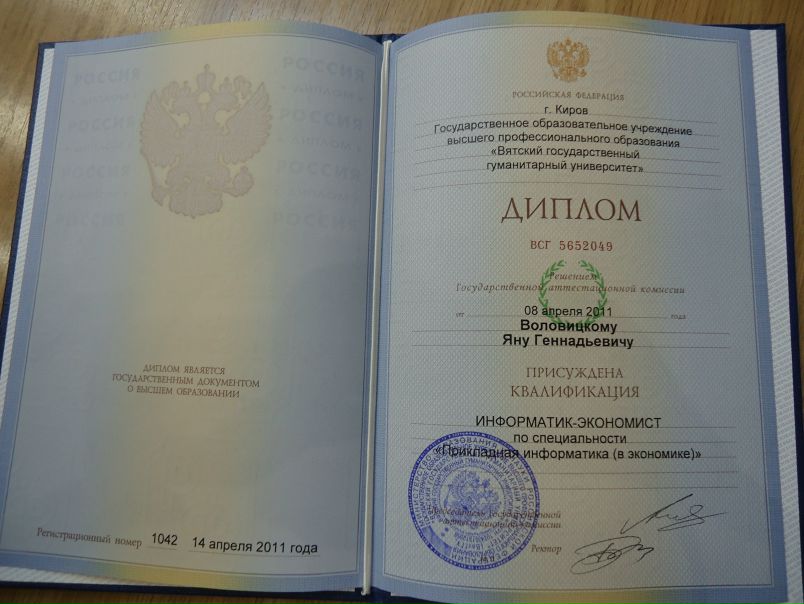 РОССИЯ
РОССИЯ
ДИПЛОМ ЯВЛЯЕТСЯ
ГОСУДАРСТВЕННЫМ ДОКУМЕНТОМ
О ВЫСШЕМ ОБРАЗОВАНИИ
Регистрационный номер 1042 14 апреля 2011 года
РОССИЙСКАЯ ФЕДЕРАЦИЯ
г. Киров
Государственное образовательное учреждение
высшего профессионального образования
«Вятский государственный
гуманитарный университет»
ДИПЛОМ
ВСГ 5652049
Решением
Государственной аттестационной комиссии
от 08 апреля 2011 года
Воловицкому
Яну Геннадьевичу
ПРИСУЖДЕНА
КВАЛИФИКАЦИЯ
ИНФОРМАТИК-ЭКОНОМИСТ
по специальности
«Прикладная информатика (в экономике)»
Председатель Государственной
аттестационной комиссии
Ректор